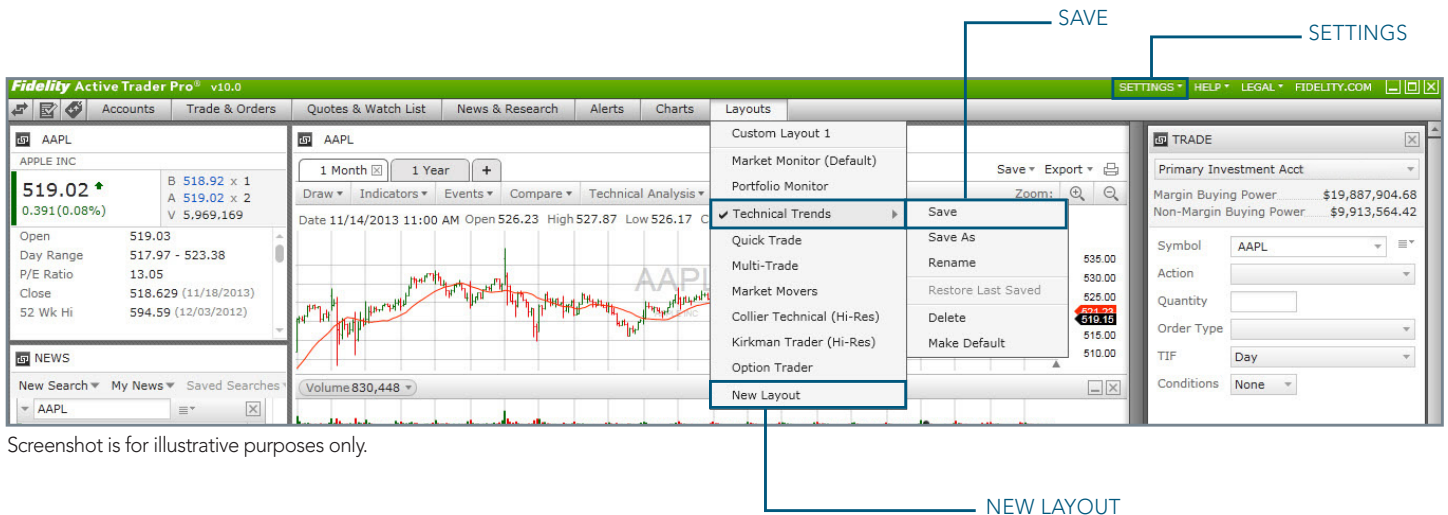 SAVE
SETTINGS
Fidelity Active Trader Pro® v10.0
SETTINGS HELP LEGAL FIDELITY.COM
Accounts Trade & Orders Quotes & Watch List News & Research Alerts Charts Layouts
AAPL
APPLE INC
519.02
0.391(0.08%)
B 518.92 x 1
A 519.02 x 2
V 5,969.169
Open 519.03
Day Range 517.97 - 523.38
P/E Ratio 13.05
Close 518.629 (11/18/2013)
52 Wk Hi 594.59 (12/03/2012)
NEWS
New Search My News Saved Searches
AAPL
AAPL
1 Month 1 Year +
Save Export
Draw Indicators Events Compare Technical Analysis Zoom:
Date 11/14/2013 11:00 AM Open 526.23 High 527.87 Low 526.17 C
AAPL
535.00
530.00
525.00
519.15
515.00
510.00
Volume 830,448
Custom Layout 1
Market Monitor (Default)
Portfolio Monitor
Technical Trends
Quick Trade
Multi-Trade
Market Movers
Collier Technical (Hi-Res)
Kirkman Trader (Hi-Res)
Option Trader
New Layout
Save
Save As
Rename
Restore Last Saved
Delete
Make Default
TRADE
Primary Investment Acct
Margin Buying Power $19,887,904.68
Non-Margin Buying Power $9,913,564.42
Symbol AAPL
Action
Quantity
Order Type
TIF Day
Conditions None
Screenshot is for illustrative purposes only.
NEW LAYOUT